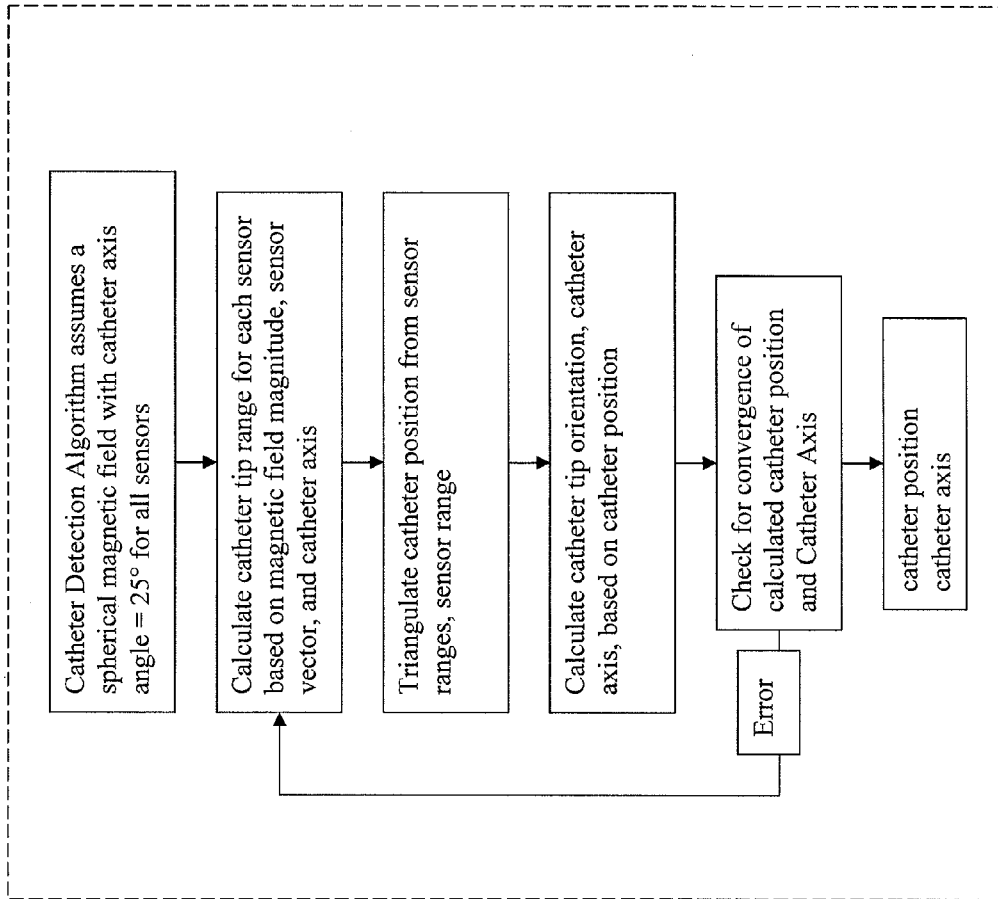 Catheter Detection Algorithm assumes a
spherical magnetic field with catheter axis
angle = 25° for all sensors
Calculate catheter tip range for each sensor
based on magnetic field magnitude, sensor
vector, and catheter axis
Triangulate catheter position from sensor
ranges, sensor range
Calculate catheter tip orientation, catheter
axis, based on catheter position
Check for convergence of
calculated catheter position
and Catheter Axis
Error
catheter position
catheter axis